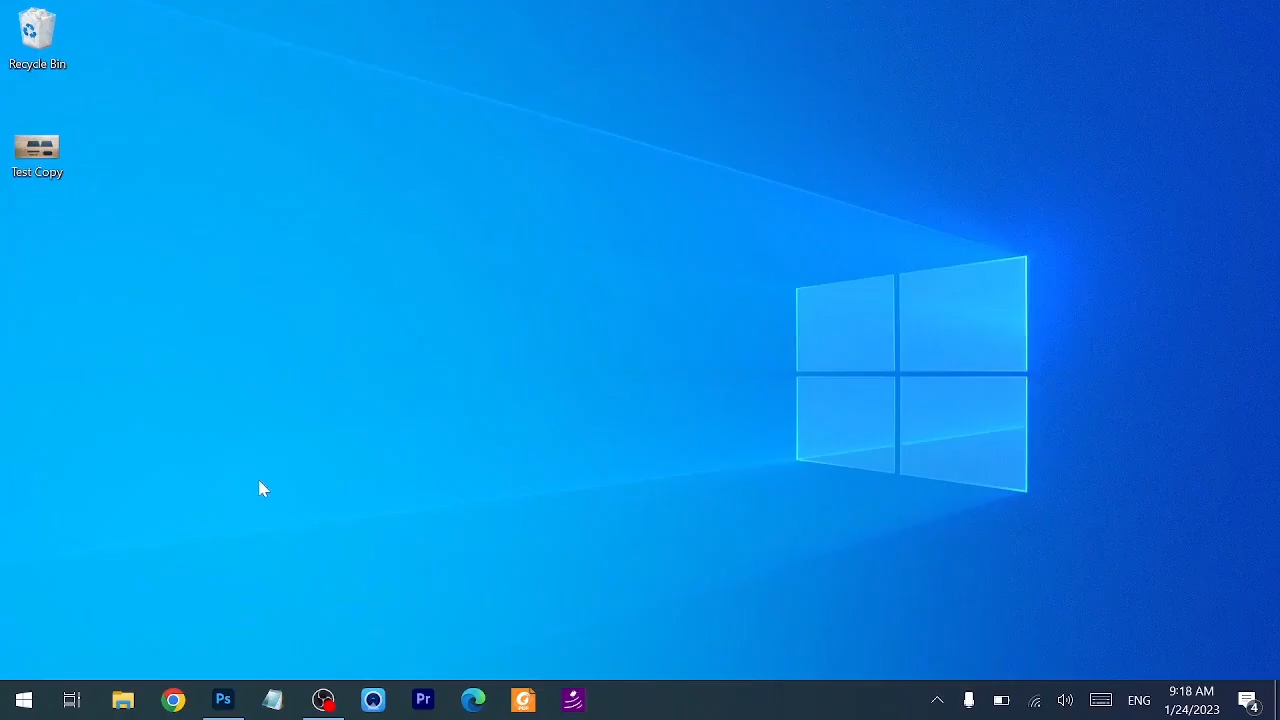 Recycle Bin
Test Copy
Ps
Pr
ENG
9:18 AM
1/24/2023
4